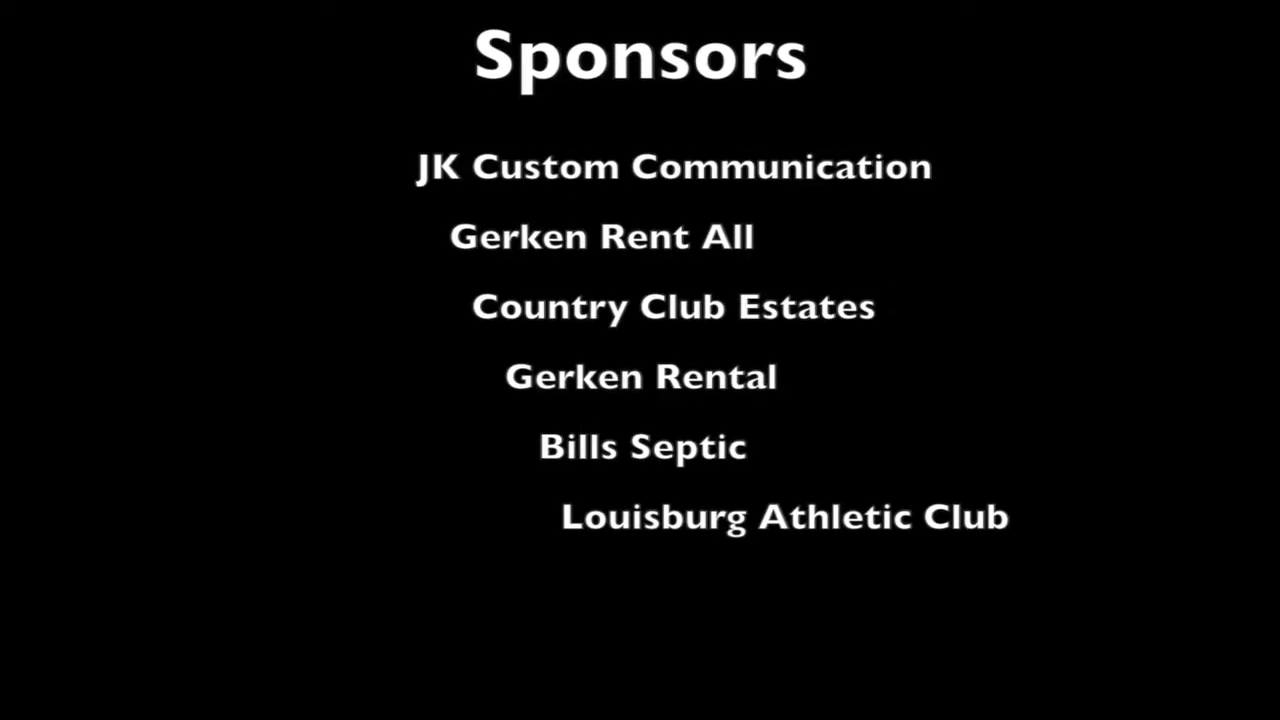 Sponsors
JK Custom Communication
Gerken Rent All
Country Club Estates
Gerken Rental
Bills Septic
Louisburg Athletic Club